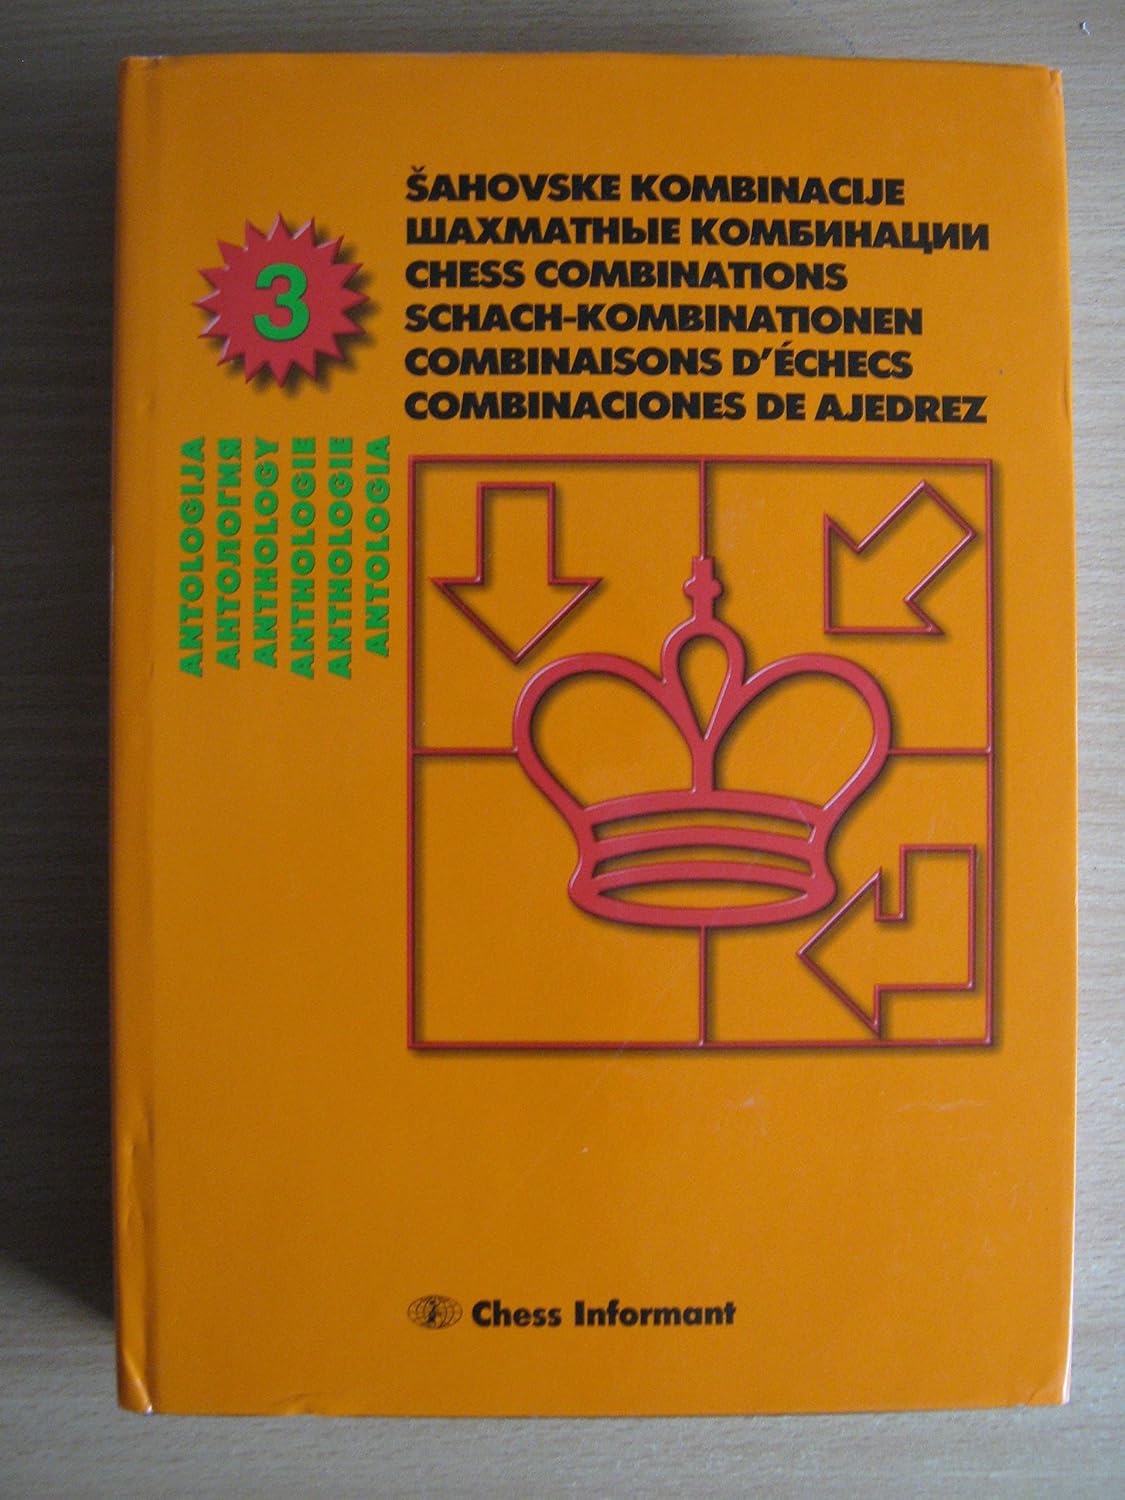 ŠAHOVSKE KOMBINACIJE
ШАХМАТНЫЕ КОМБИНАЦИИ
CHESS COMBINATIONS
SCHACH-KOMBINATIONEN
COMBINAISONS D'ÉCHECS
COMBINACIONES DE AJEDREZ
3
ANTOLOGIJA
АНТОЛОГИЯ
ANTHOLOGY
ANTHOLOGIE
ANTHOLOGIE
ANTOLOGIA
Chess Informant